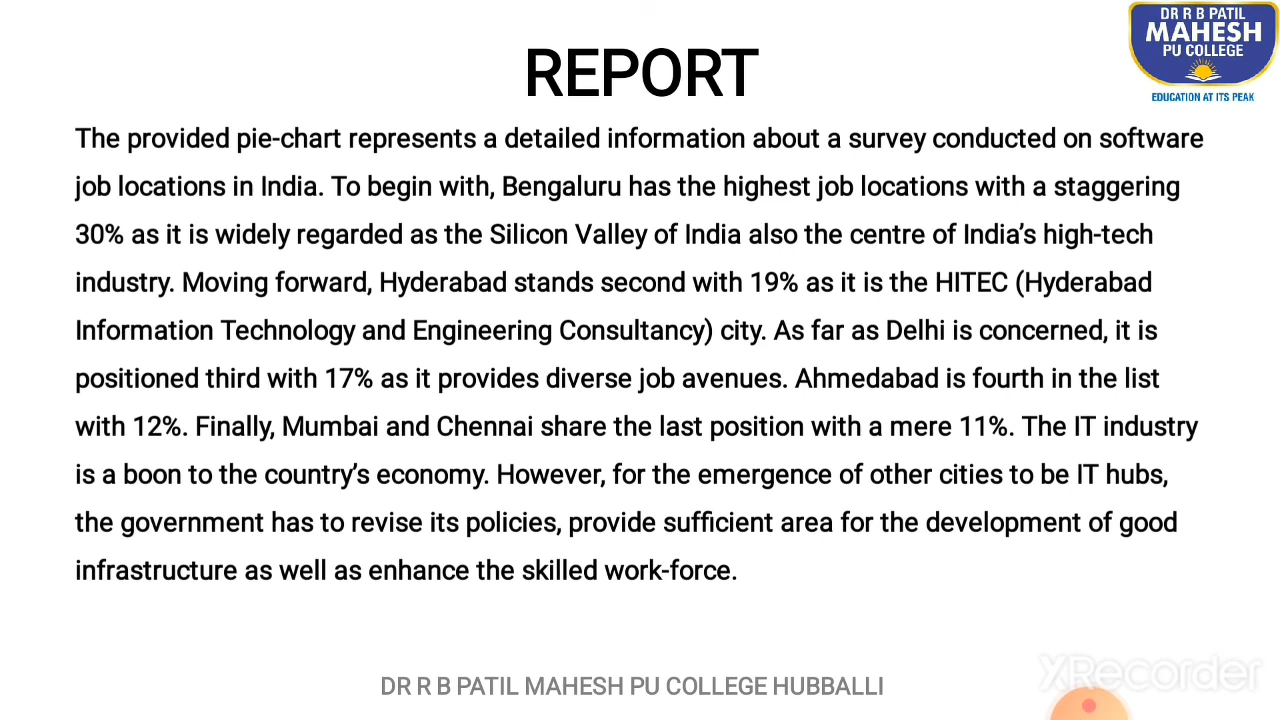 DR R B PATIL
MAHESH
PU COLLEGE
EDUCATION AT ITS PEAK
REPORT
The provided pie-chart represents a detailed information about a survey conducted on software
job locations in India. To begin with, Bengaluru has the highest job locations with a staggering
30% as it is widely regarded as the Silicon Valley of India also the centre of India’s high-tech
industry. Moving forward, Hyderabad stands second with 19% as it is the HITEC (Hyderabad
Information Technology and Engineering Consultancy) city. As far as Delhi is concerned, it is
positioned third with 17% as it provides diverse job avenues. Ahmedabad is fourth in the list
with 12%. Finally, Mumbai and Chennai share the last position with a mere 11%. The IT industry
is a boon to the country’s economy. However, for the emergence of other cities to be IT hubs,
the government has to revise its policies, provide sufficient area for the development of good
infrastructure as well as enhance the skilled work-force.
DR R B PATIL MAHESH PU COLLEGE HUBBALLI
XRecorder